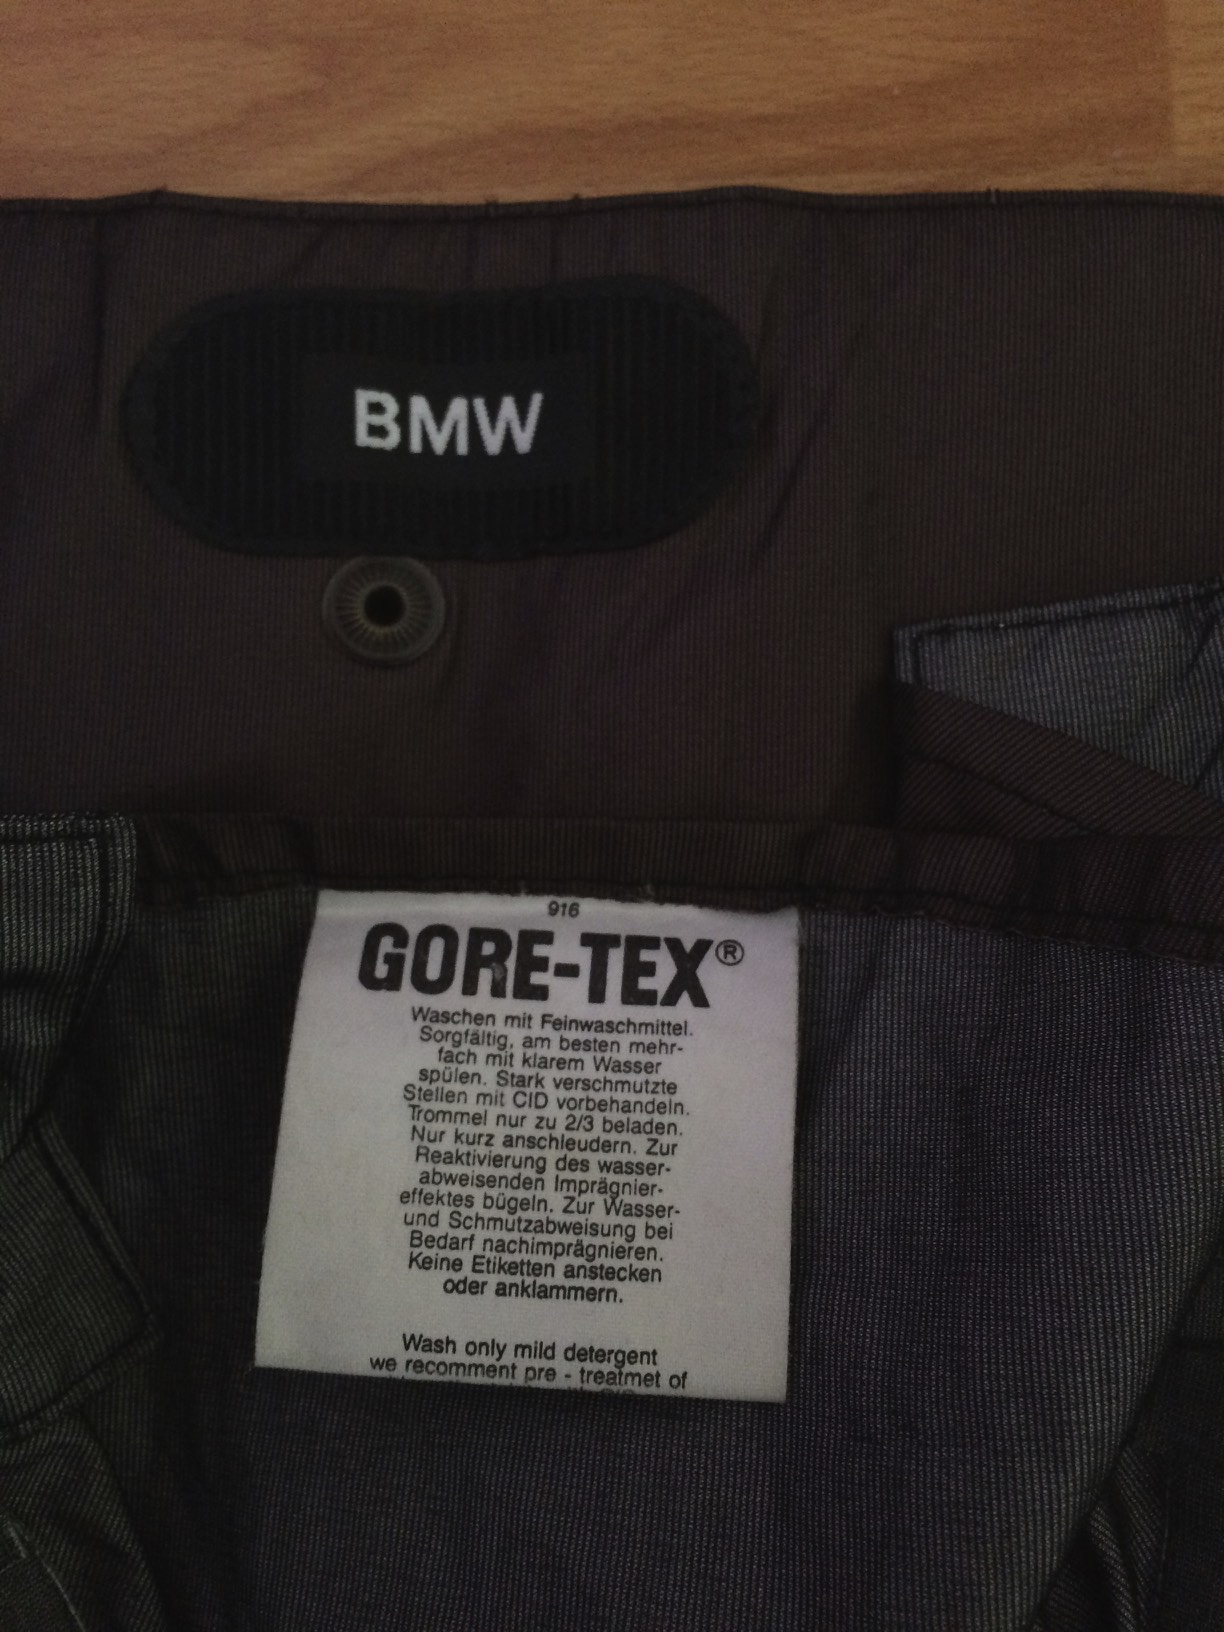 BMW
916
GORE-TEX®
Waschen mit Feinwaschmittel.
Sorgfältig, am besten mehr-
fach mit klarem Wasser
spülen. Stark verschmutzte
Stellen mit CID vorbehandeln.
Trommel nur zu 2/3 beladen.
Nur kurz anschleudern. Zur
Reaktivierung des wasser-
abweisenden Imprägnier-
effektes bügeln. Zur Wasser-
und Schmutzabweisung bei
Bedarf nachimprägnieren.
Keine Etiketten anstecken
oder anklammern.
Wash only mild detergent
we recomment pre - treatmet of